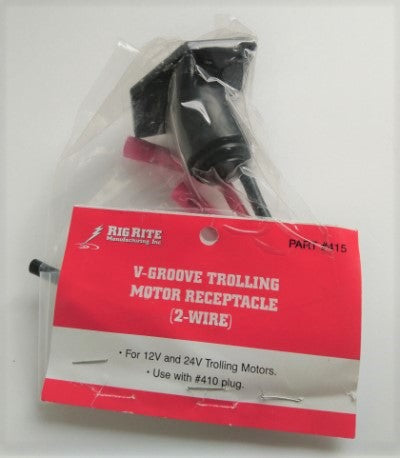 RIG RITE
Manufacturing, Inc
PART #415
V-GROOVE TROLLING
MOTOR RECEPTACLE
(2-WIRE)
• For 12V and 24V Trolling Motors.
• Use with #410 plug.